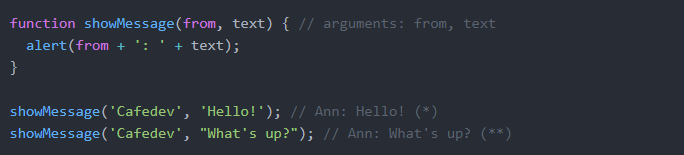 function showMessage(from, text) { // arguments: from, text
  alert(from + ': ' + text);
}

showMessage('Cafedev', 'Hello!'); // Ann: Hello! (*)
showMessage('Cafedev', "What's up?"); // Ann: What's up? (**)